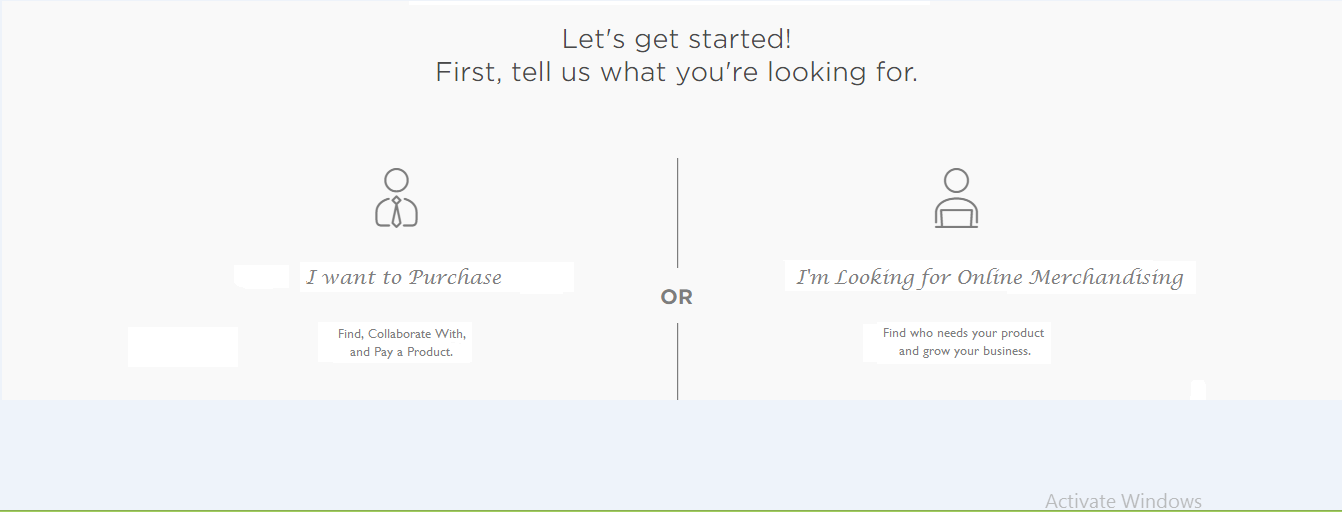 Let's get started!
First, tell us what you're looking for.
I want to Purchase
Find, Collaborate With,
and Pay a Product.
OR
I'm Looking for Online Merchandising
Find who needs your product
and grow your business.
Activate Windows